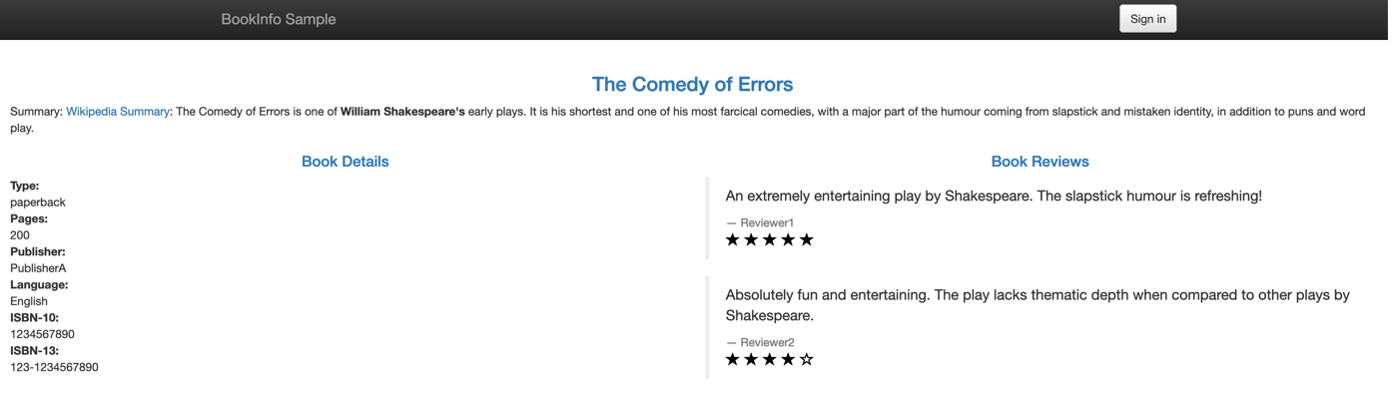 BookInfo Sample
Sign in
The Comedy of Errors
Summary: Wikipedia Summary: The Comedy of Errors is one of William Shakespeare's early plays. It is his shortest and one of his most farcical comedies, with a major part of the humour coming from slapstick and mistaken identity, in addition to puns and word
play.
Book Details
Type:
paperback
Pages:
200
Publisher:
PublisherA
Language:
English
ISBN-10:
1234567890
ISBN-13:
123-1234567890
Book Reviews
An extremely entertaining play by Shakespeare. The slapstick humour is refreshing!
— Reviewer1
★★★★★
Absolutely fun and entertaining. The play lacks thematic depth when compared to other plays by
Shakespeare.
— Reviewer2
★★★★☆